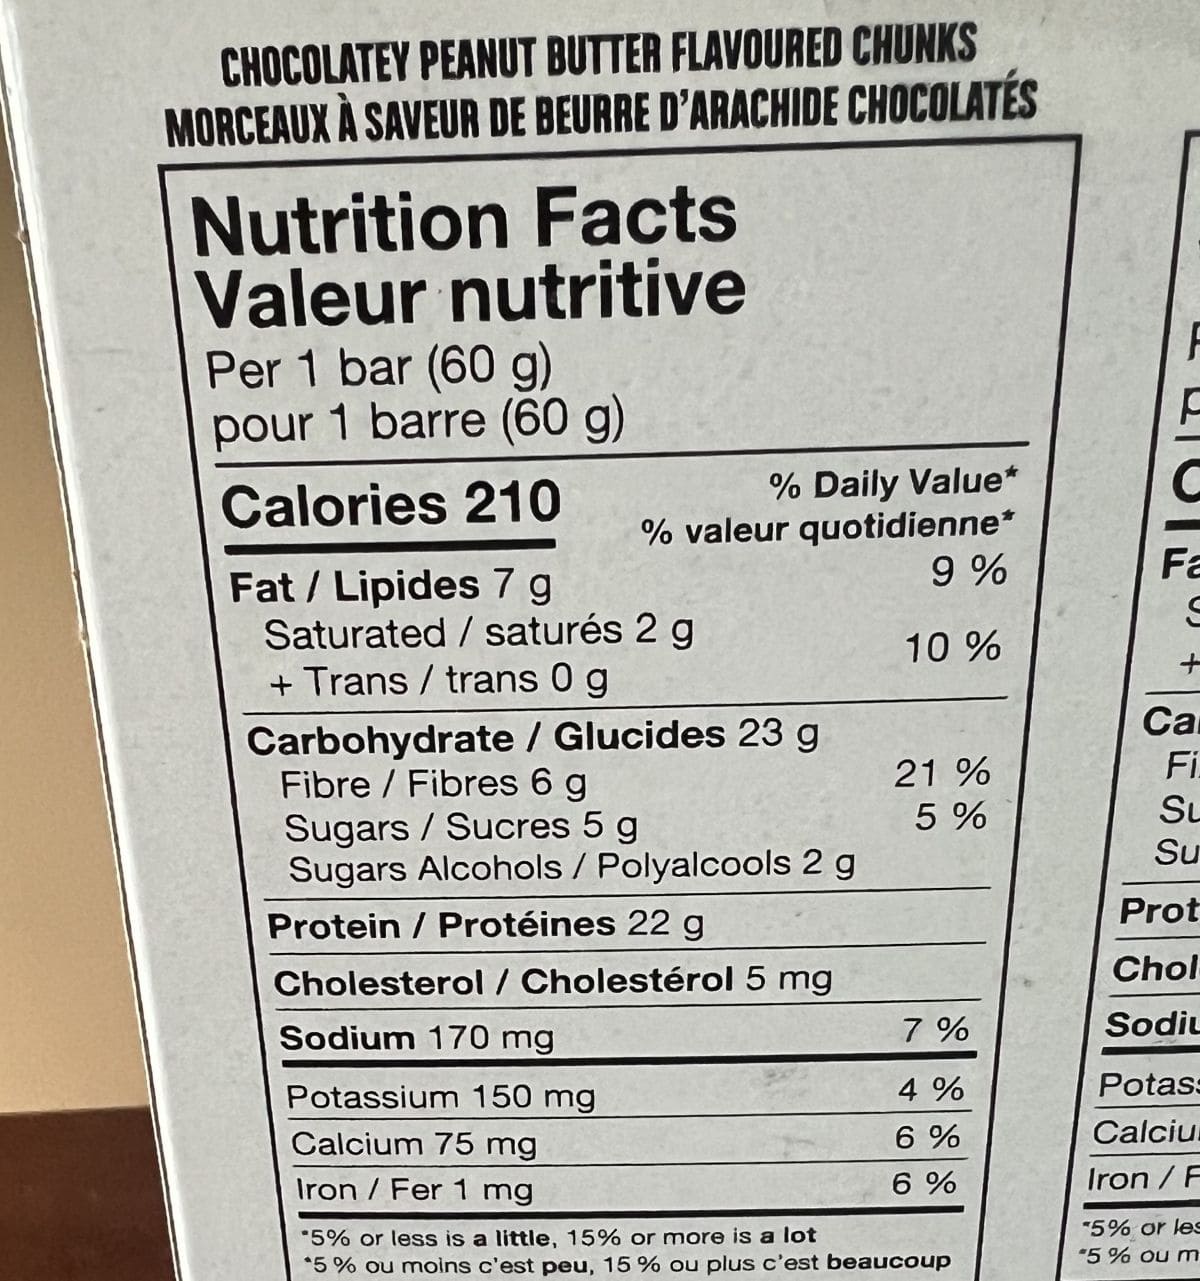 CHOCOLATEY PEANUT BUTTER FLAVOURED CHUNKS
MORCEAUX À SAVEUR DE BEURRE D'ARACHIDE CHOCOLATÉS
Nutrition Facts
Valeur nutritive
Per 1 bar (60 g)
pour 1 barre (60 g)
Calories 210
% Daily Value*
% valeur quotidienne*
Fat / Lipides 7 g 9 %
Saturated / saturés 2 g
+ Trans / trans 0 g 10 %
Carbohydrate / Glucides 23 g
Fibre / Fibres 6 g 21 %
Sugars / Sucres 5 g 5 %
Sugars Alcohols / Polyalcools 2 g
Protein / Protéines 22 g
Cholesterol / Cholestérol 5 mg
Sodium 170 mg 7 %
Potassium 150 mg 4 %
Calcium 75 mg 6 %
Iron / Fer 1 mg 6 %
*5% or less is a little, 15% or more is a lot
*5 % ou moins c'est peu, 15 % ou plus c'est beaucoup
+
Iron /
*5% or
*5 % ou